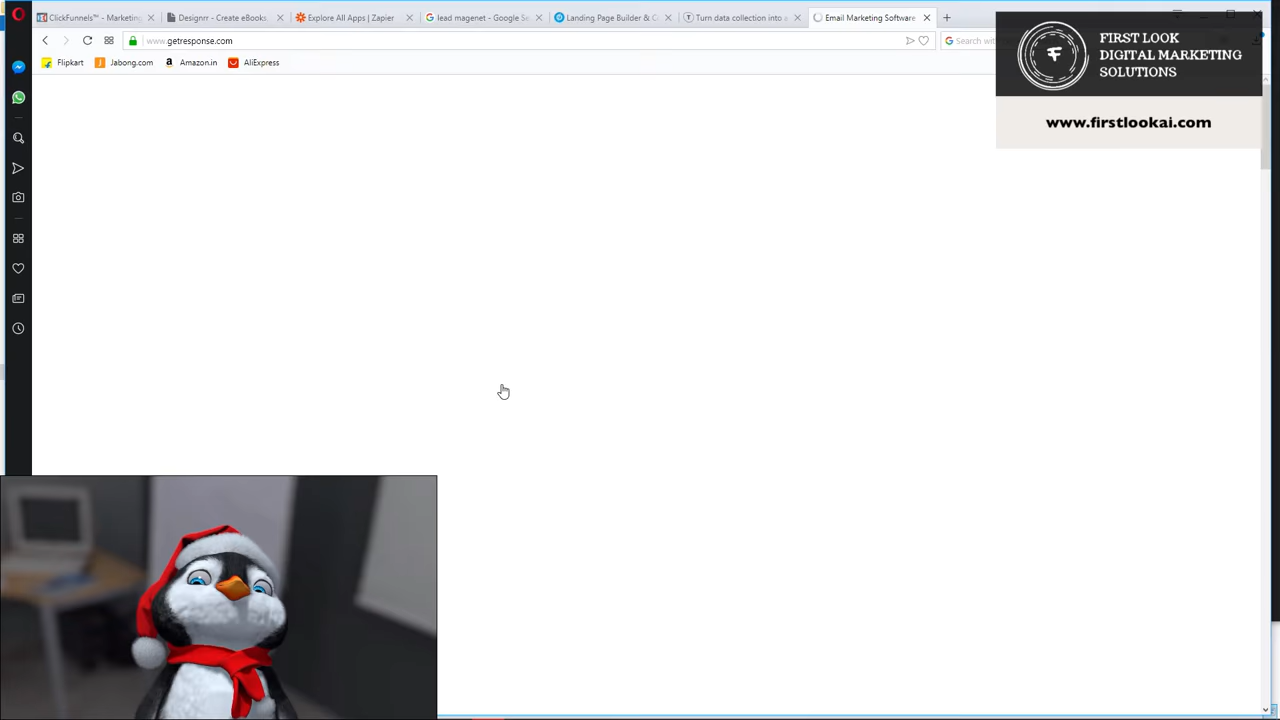 ClickFunnels™ - Marketing
Designrr - Create eBooks,
Explore All Apps | Zapier
lead magenet - Google Se
Landing Page Builder & C
Turn data collection into a
Email Marketing Software
www.getresponse.com
Search with
Flipkart
Jabong.com
Amazon.in
AliExpress
FIRST LOOK
DIGITAL MARKETING
SOLUTIONS
www.firstlookai.com